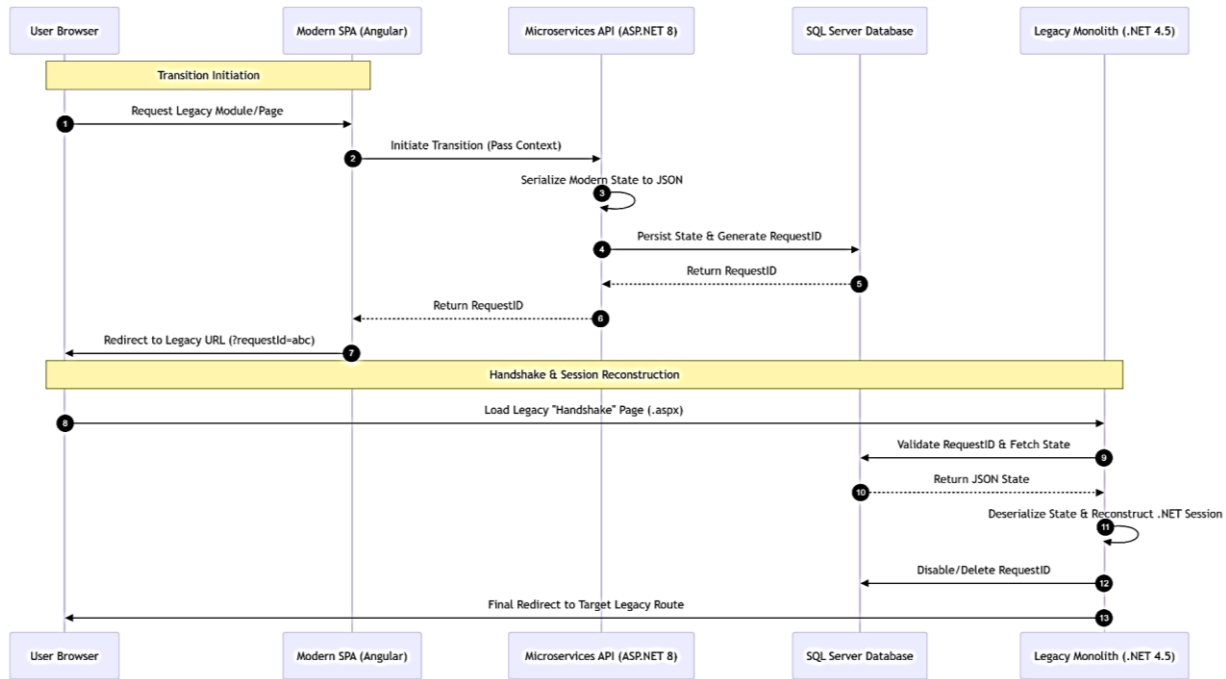 User Browser
Modern SPA (Angular)
Microservices API (ASP.NET 8)
SQL Server Database
Legacy Monolith (.NET 4.5)
Transition Initiation
Request Legacy Module/Page
1
Initiate Transition (Pass Context)
2
Serialize Modern State to JSON
3
Persist State & Generate RequestID
4
Return RequestID
5
Return RequestID
6
Redirect to Legacy URL (?requestId=abc)
7
Handshake & Session Reconstruction
Load Legacy "Handshake" Page (.aspx)
8
Validate RequestID & Fetch State
9
Return JSON State
10
Deserialize State & Reconstruct .NET Session
11
Disable/Delete RequestID
12
Final Redirect to Target Legacy Route
13
User Browser
Modern SPA (Angular)
Microservices API (ASP.NET 8)
SQL Server Database
Legacy Monolith (.NET 4.5)